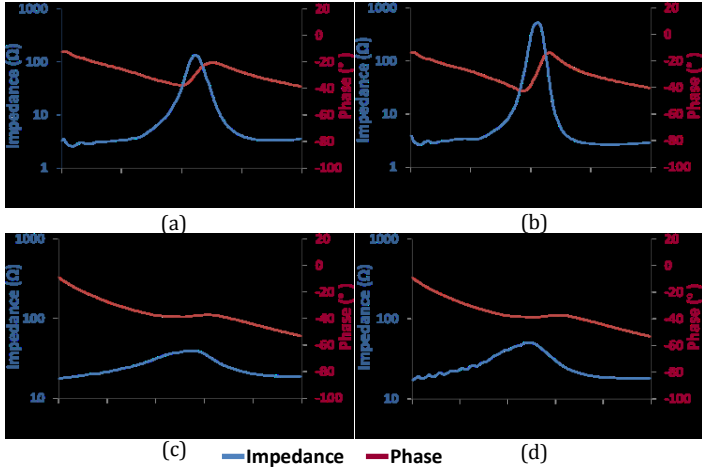 1000 100 10 1 Impedance (Ω) 20 0 -20 -40 -60 -80 -100 Phase (°)
1000 100 10 1 Impedance (Ω) 20 0 -20 -40 -60 -80 -100 Phase (°)
(a) (b)
1000 100 10 Impedance (Ω) 20 0 -20 -40 -60 -80 -100 Phase (°)
1000 100 10 Impedance (Ω) 20 0 -20 -40 -60 -80 -100 Phase (°)
(c) Impedance Phase (d)